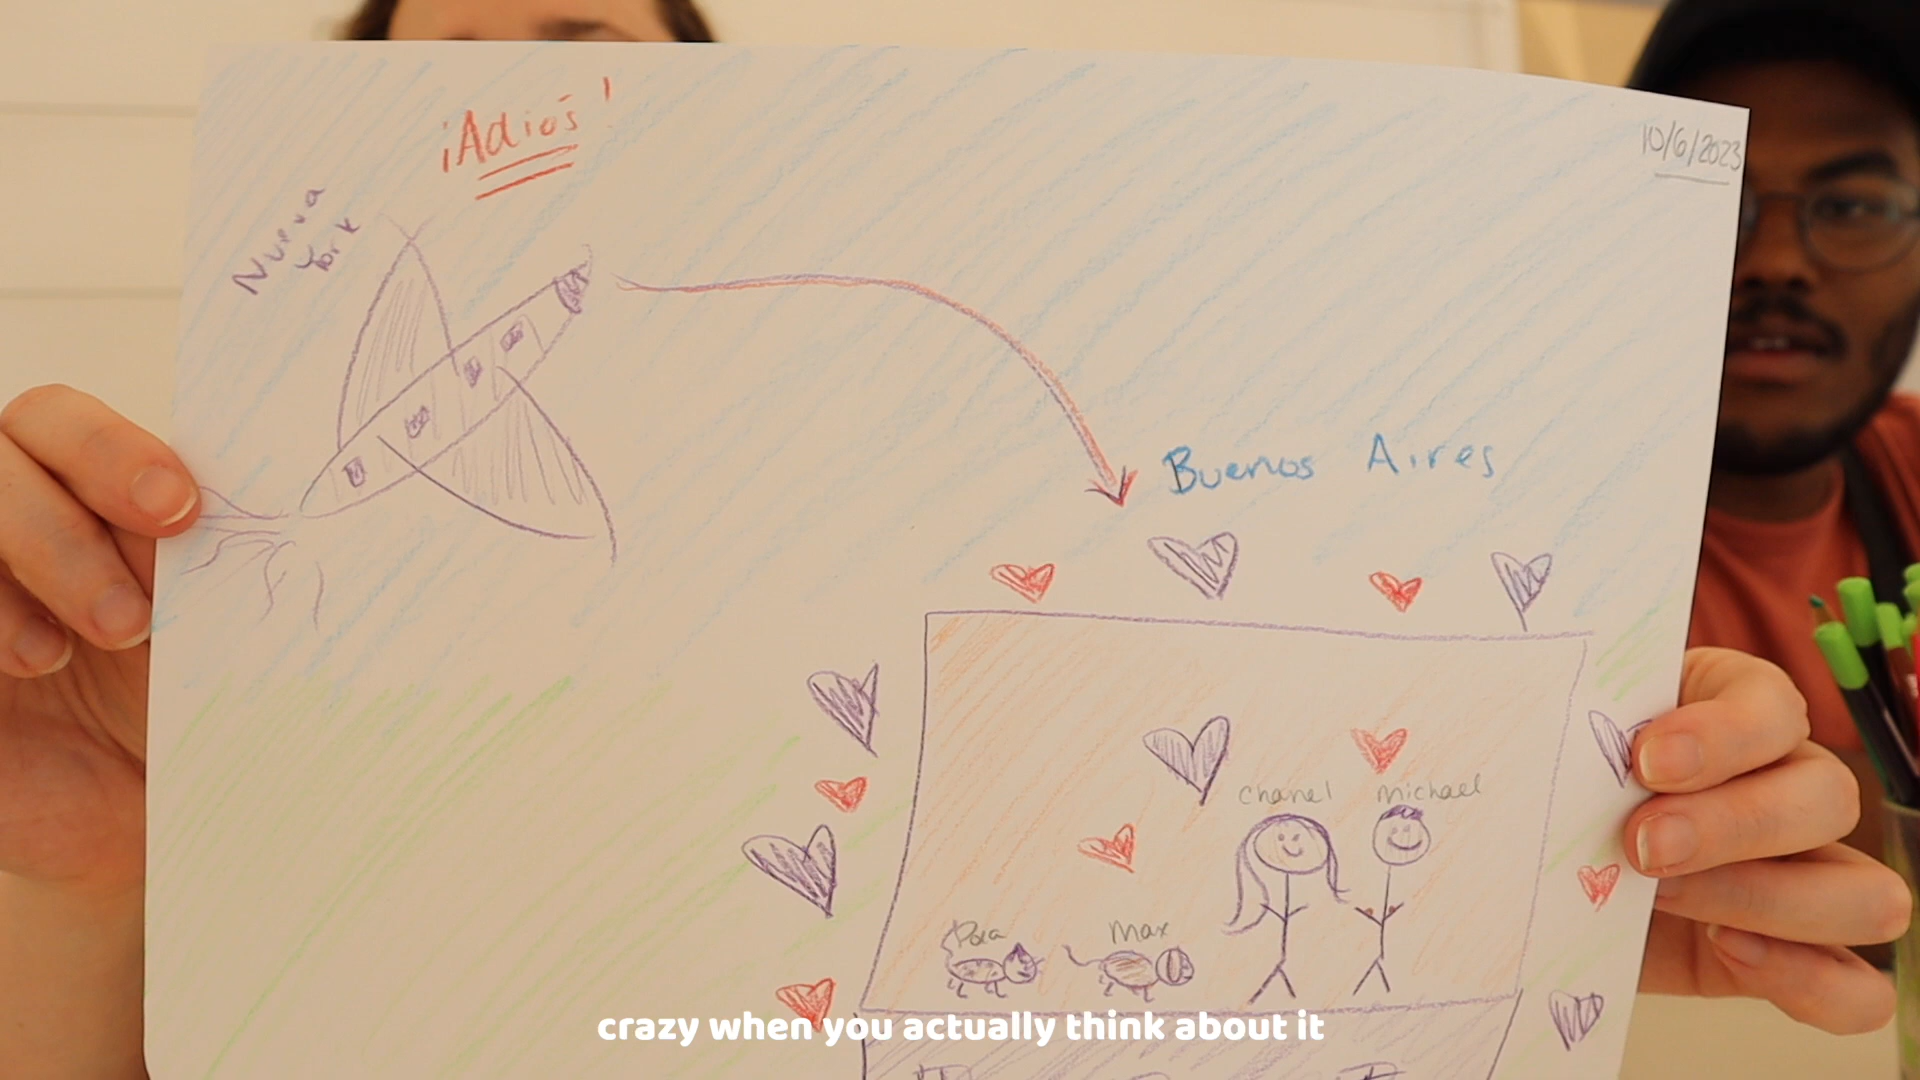 ¡Adiós!
10/6/2023
Nueva
York
Buenos Aires
Chanel
Michael
Max
crazy when you actually think about it